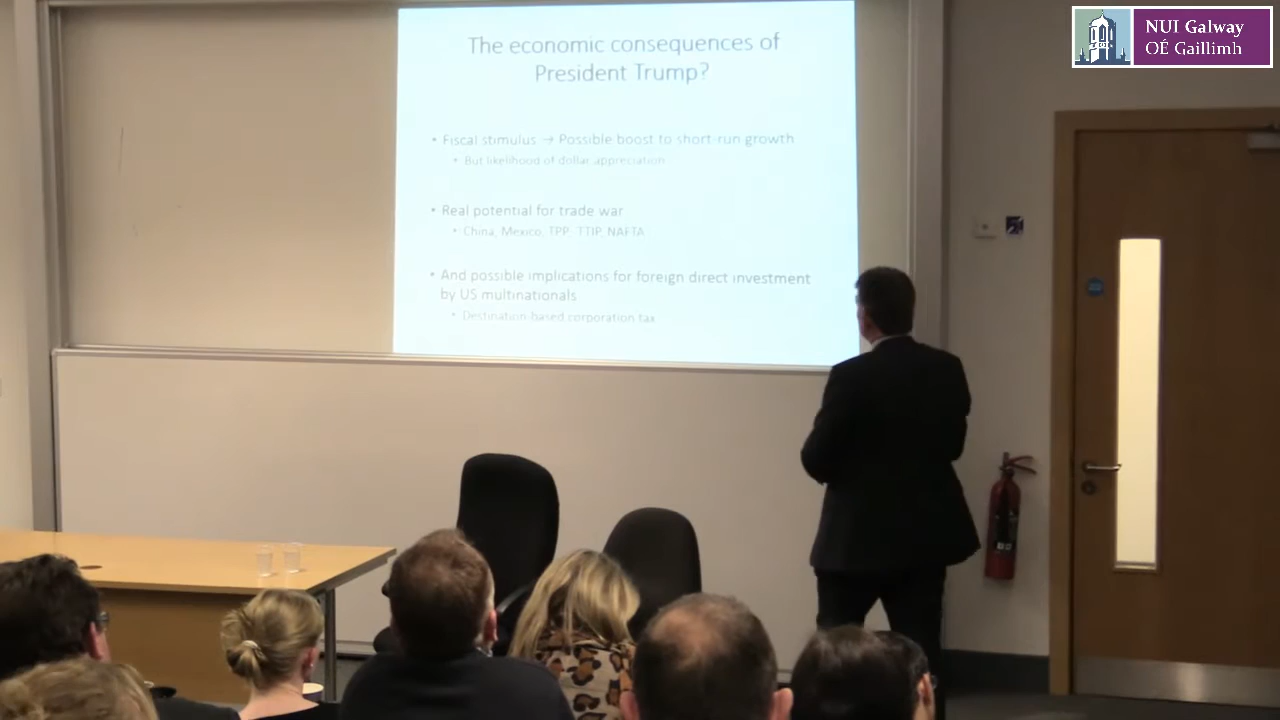 NUI Galway
OÉ Gaillimh
The economic consequences of
President Trump?
• Fiscal stimulus → Possible boost to short-run growth
• But likelihood of dollar appreciation
• Real potential for trade war
• China, Mexico, TPP, TTIP, NAFTA
• And possible implications for foreign direct investment
by US multinationals
• Destination-based corporation tax